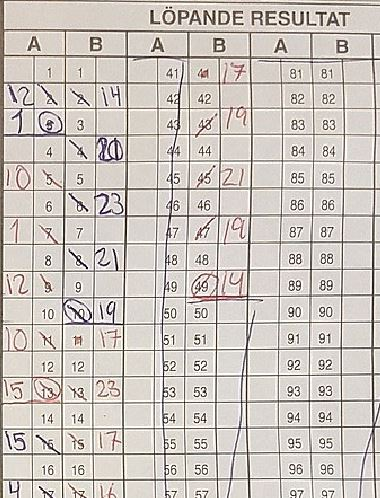 LÖPANDE RESULTAT
A B A B A B
1 1 41 41 17 81 81
12 2 2 14 42 42 82 82
1 3 3 43 43 19 83 83
4 4 20 44 44 84 84
10 5 5 45 45 21 85 85
6 6 23 46 46 86 86
1 7 7 47 47 19 87 87
8 8 21 48 48 88 88
12 9 9 49 49 14 89 89
10 10 19 50 50 90 90
10 11 11 17 51 51 91 91
12 12 52 52 92 92
15 13 13 23 53 53 93 93
14 14 54 54 94 94
15 15 15 17 55 55 95 95
16 16 56 56 96 96
4 17 17 16 57 57 97 97